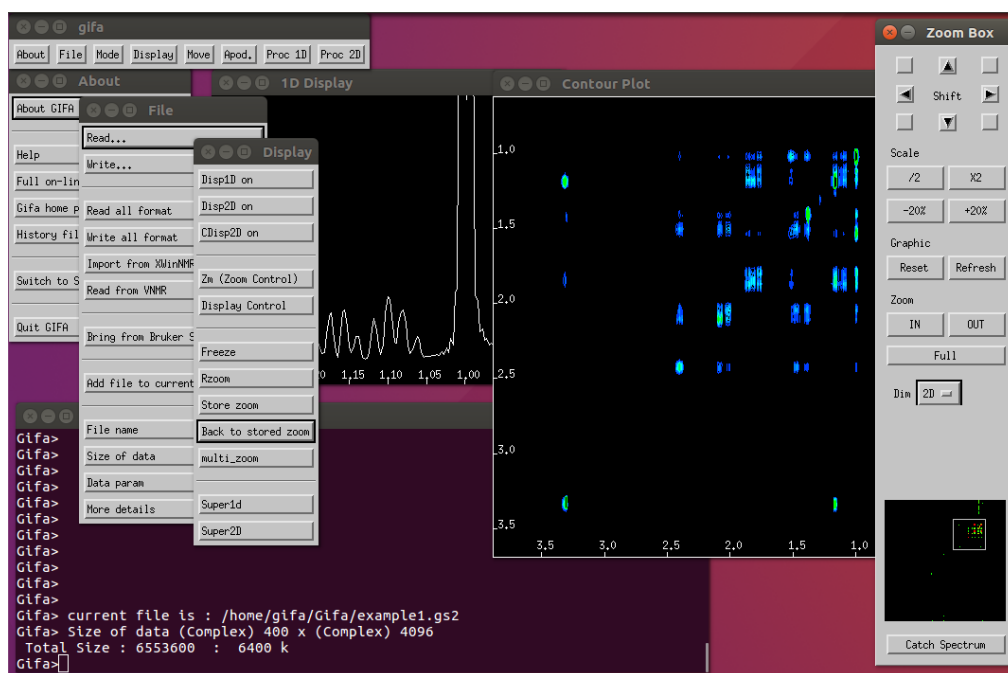 gifa
About File Mode Display Move Apod. Proc 1D Proc 2D
About
About GIFA
Help
Full on-lin
Gifa home p
History fil
Switch to S
Quit GIFA
File
Read...
Write...
Read all format
Write all format
Import from XWinNMR
Read from VNMR
Bring from Bruker S
Add file to current
File name
Size of data
Data param
More details
Display
Disp1D on
Disp2D on
CDisp2D on
Zm (Zoom Control)
Display Control
Freeze
Rzoom
Store zoom
Back to stored zoom
multi_zoom
Super1d
Super2D
1D Display
1,15 1,10 1,05 1,00
Contour Plot
1.0
1.5
2.0
2.5
3.0
3.5
3.5 3.0 2.5 2.0 1.5 1.0
Zoom Box
Shift
Scale
/2 X2
-20% +20%
Graphic
Reset Refresh
Zoom
IN OUT
Full
Dim 2D
Catch Spectrum
Gifa>
Gifa>
Gifa>
Gifa>
Gifa>
Gifa>
Gifa>
Gifa>
Gifa>
Gifa>
Gifa>
Gifa> current file is : /home/gifa/Gifa/example1.gs2
Gifa> Size of data (Complex) 400 x (Complex) 4096
Total Size : 6553600 : 6400 k
Gifa>